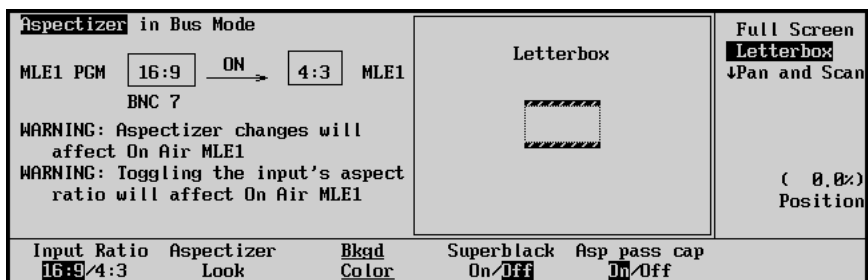 Aspectizer in Bus Mode
MLE1 PGM 16:9 ON 4:3 MLE1
BNC 7
WARNING: Aspectizer changes will
affect On Air MLE1
WARNING: Toggling the input's aspect
ratio will affect On Air MLE1
Letterbox
Full Screen
Letterbox
↓Pan and Scan
( 0.0%)
Position
Input Ratio
16:9/4:3
Aspectizer
Look
Bkgd
Color
Superblack
On/Off
Asp pass cap
On/Off